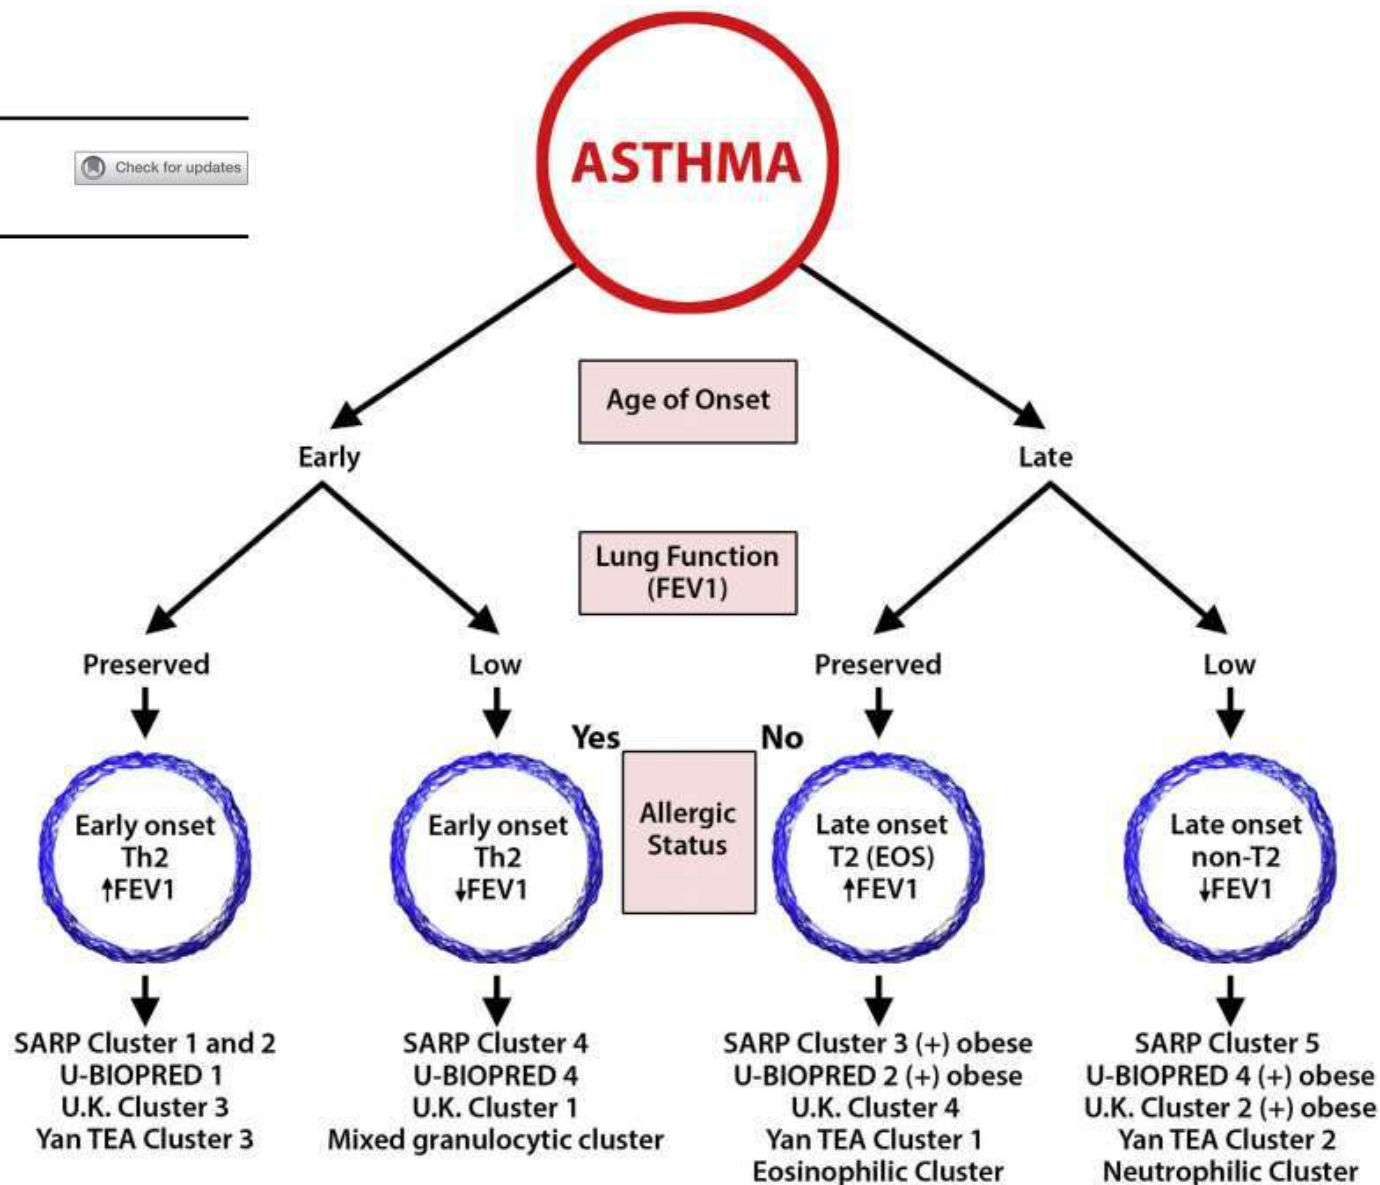 Check for updates
ASTHMA
Age of Onset
Early
Late
Lung Function
(FEV1)
Preserved
Low
Preserved
Low
Yes
No
Allergic
Status
Early onset
Th2
↑FEV1
Early onset
Th2
↓FEV1
Late onset
T2 (EOS)
↑FEV1
Late onset
non-T2
↓FEV1
SARP Cluster 1 and 2
U-BIOPRED 1
U.K. Cluster 3
Yan TEA Cluster 3
SARP Cluster 4
U-BIOPRED 4
U.K. Cluster 1
Mixed granulocytic cluster
SARP Cluster 3 (+) obese
U-BIOPRED 2 (+) obese
U.K. Cluster 4
Yan TEA Cluster 1
Eosinophilic Cluster
SARP Cluster 5
U-BIOPRED 4 (+) obese
U.K. Cluster 2 (+) obese
Yan TEA Cluster 2
Neutrophilic Cluster